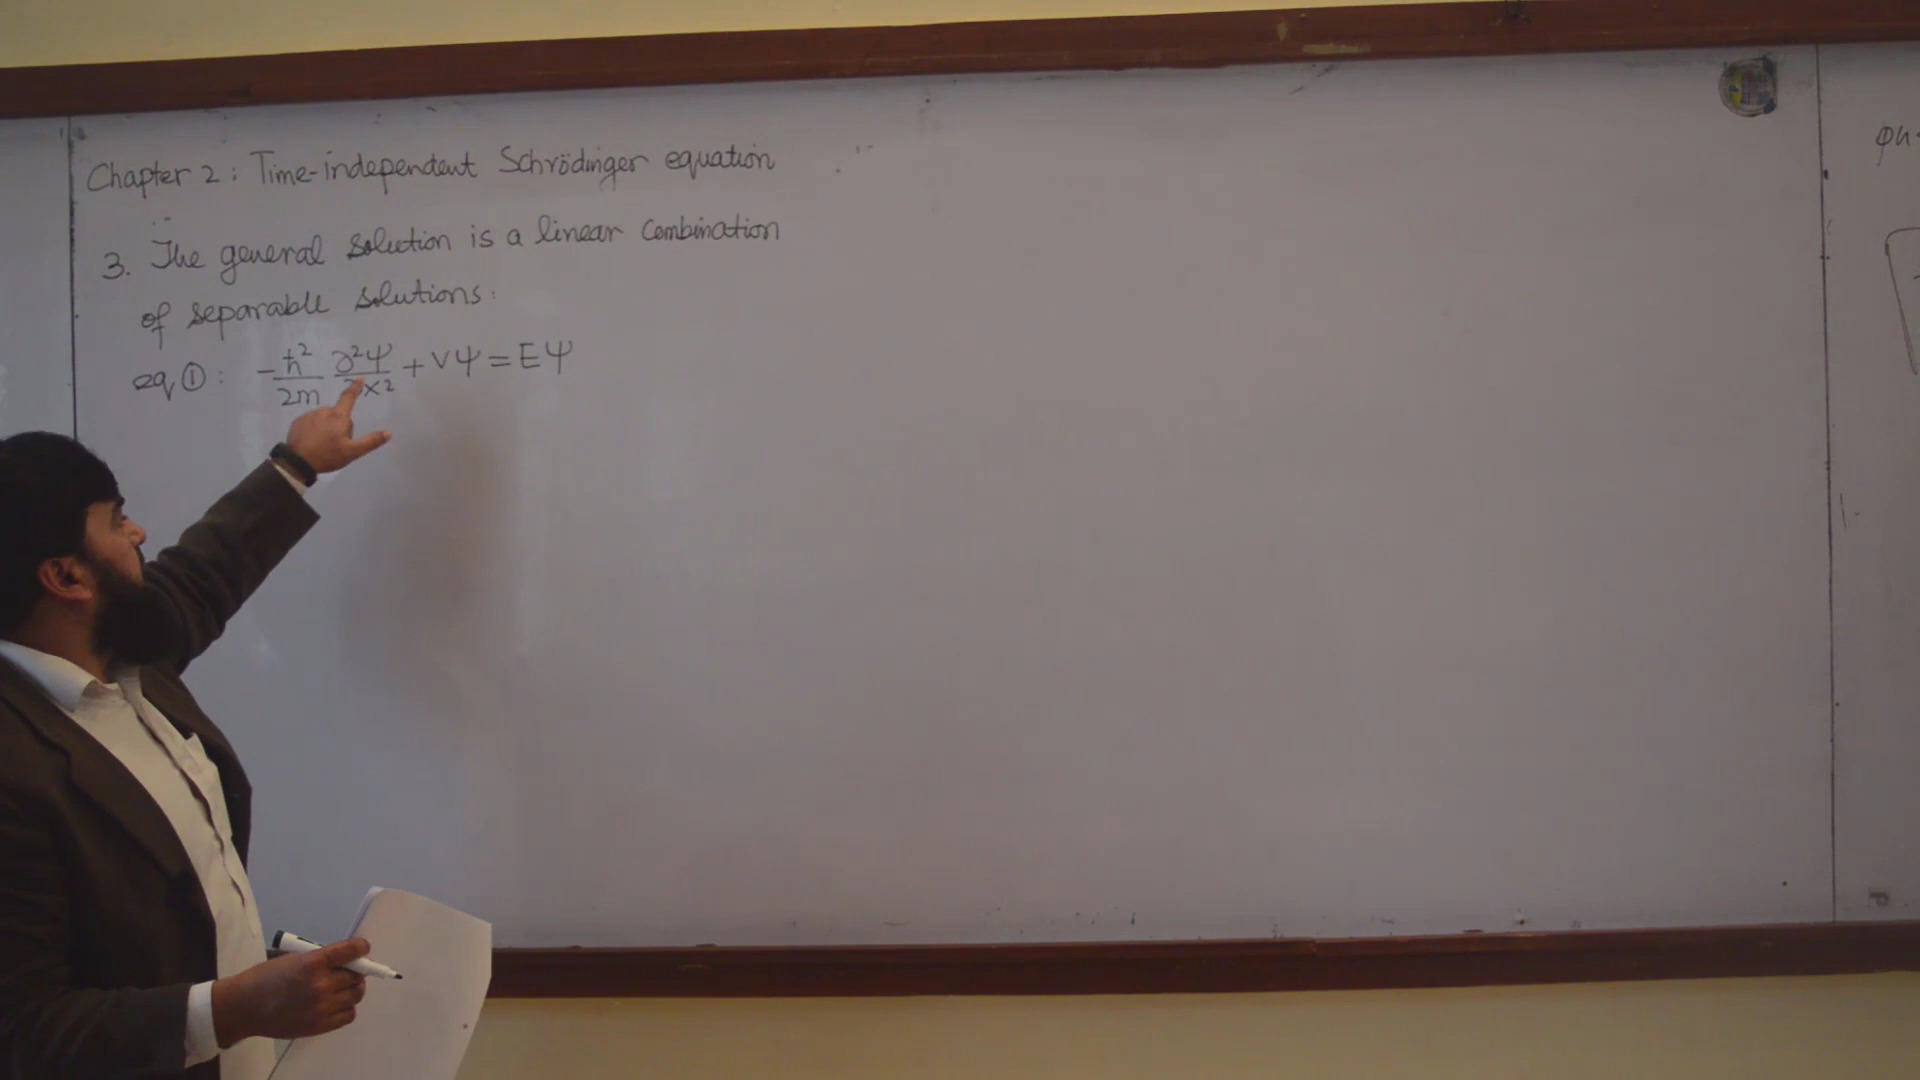 Chapter 2: Time-independent Schrödinger equation
3. The general solution is a linear combination
of separable solutions:
eq ①: -ħ²/2m ∂²Ψ/∂x² + VΨ = EΨ